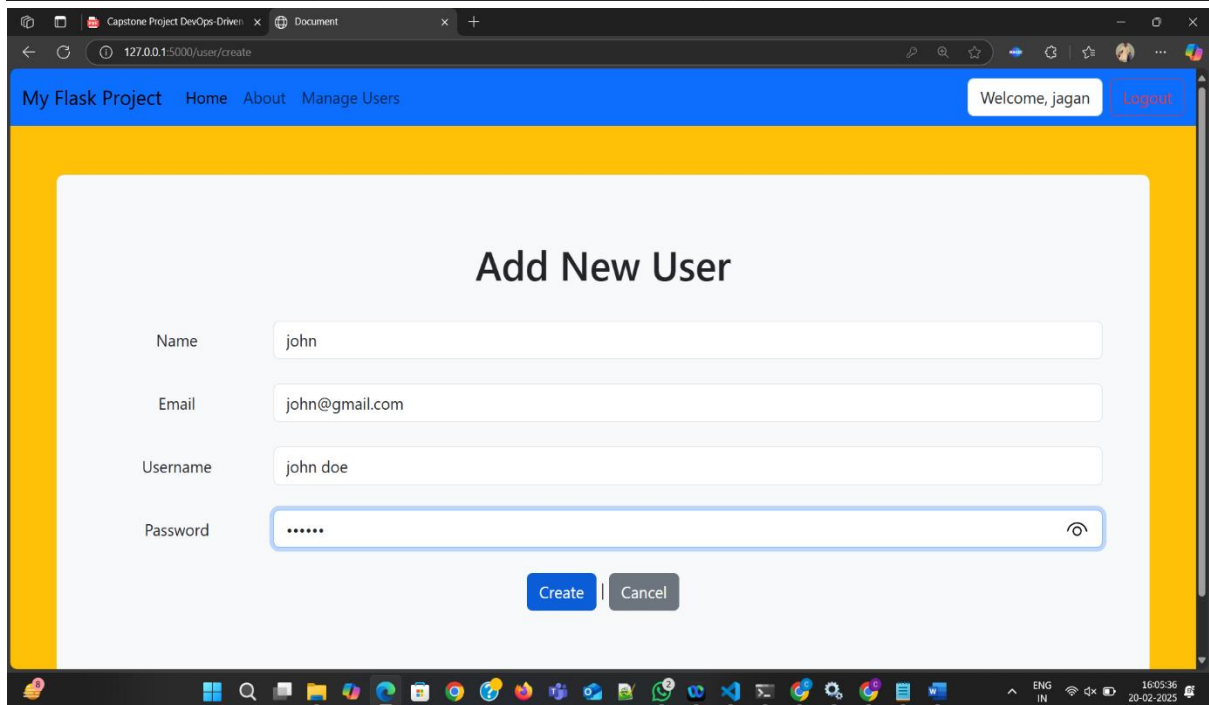 Capstone Project DevOps-Driven
Document
127.0.0.1:5000/user/create
My Flask Project Home About Manage Users Welcome, jagan Logout
Add New User
Name john
Email john@gmail.com
Username john doe
Password ••••••
Create | Cancel
ENG 16:05:36
IN 20-02-2025